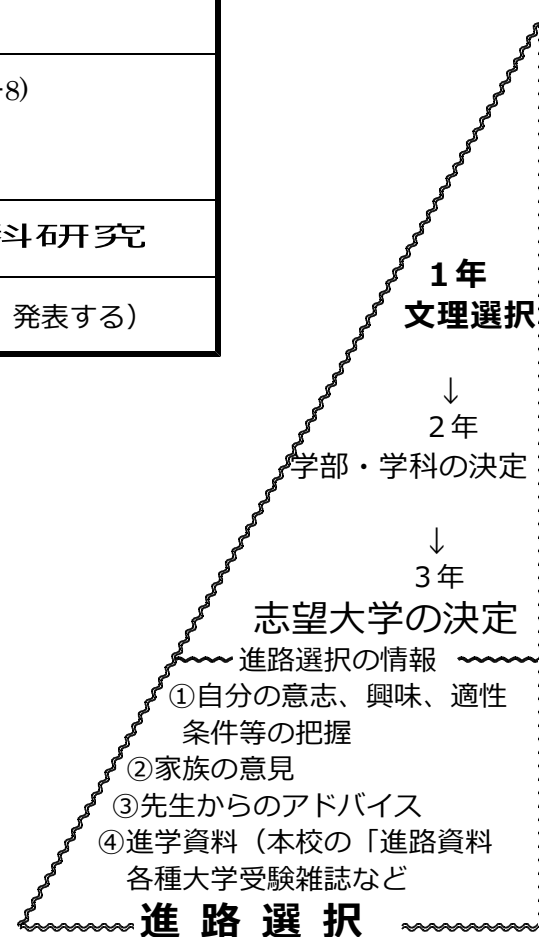 -8)
科研究
発表する）
1年
文理選択
↓
2年
学部・学科の決定
↓
3年
志望大学の決定
進路選択の情報
①自分の意志、興味、適性
条件等の把握
②家族の意見
③先生からのアドバイス
④進学資料（本校の「進路資料
各種大学受験雑誌など
進 路 選 択